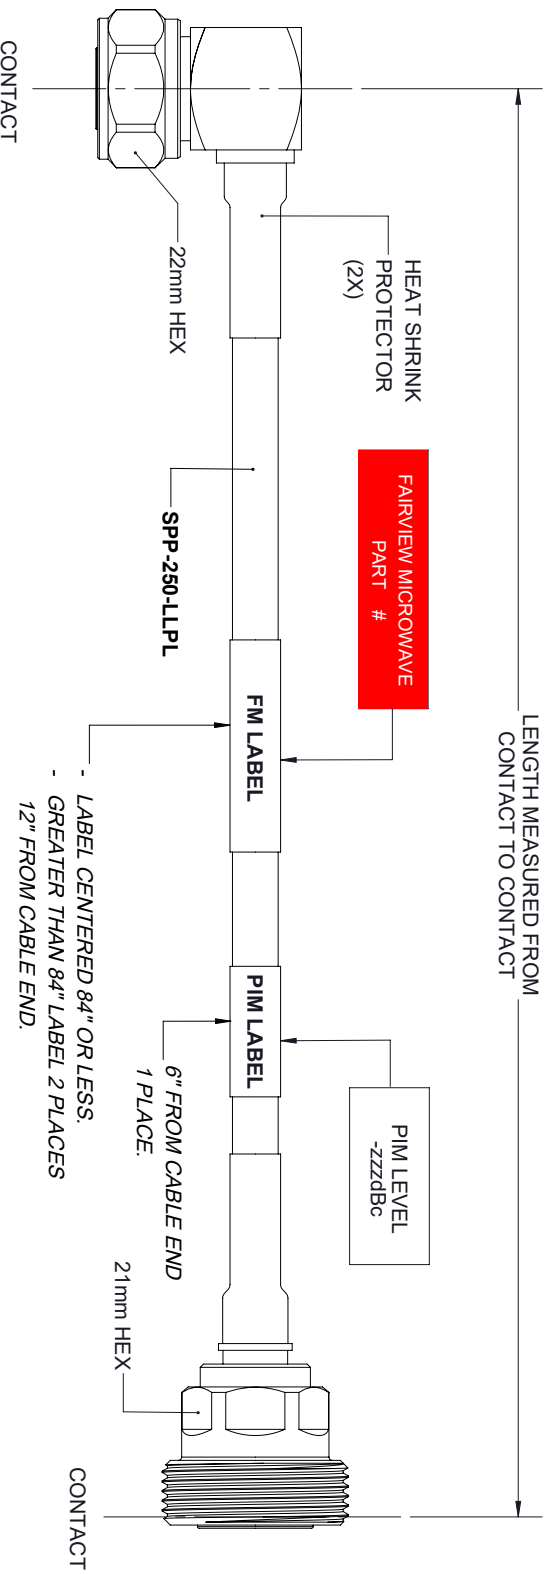 LENGTH MEASURED FROM
CONTACT TO CONTACT
HEAT SHRINK
PROTECTOR
(2X)
FAIRVIEW MICROWAVE
PART #
PIM LEVEL
-zzzdBc
FM LABEL
PIM LABEL
22mm HEX
SPP-250-LLPL
6" FROM CABLE END
1 PLACE.
21mm HEX
- LABEL CENTERED 84" OR LESS.
- GREATER THAN 84" LABEL 2 PLACES
12" FROM CABLE END.
CONTACT
CONTACT